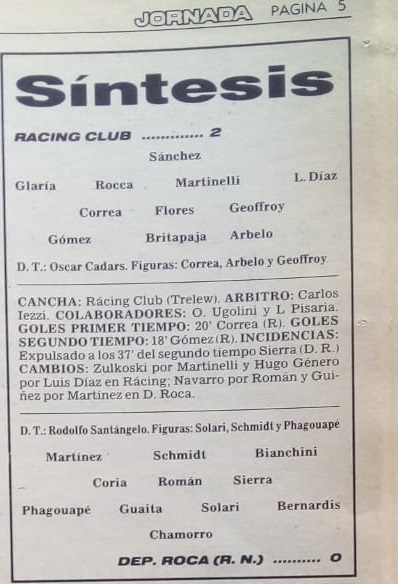 JORNADA PAGINA 5
Síntesis
RACING CLUB ............. 2
Sánchez
Glaría Rocca Martinelli L. Díaz
Correa Flores Geoffroy
Gómez Britapaja Arbelo
D. T.: Oscar Cadars. Figuras: Correa, Arbelo y Geoffroy
CANCHA: Rácing Club (Trelew). ARBITRO: Carlos
Iezzi. COLABORADORES: O. Ugolini y L Pisaria.
GOLES PRIMER TIEMPO: 20' Correa (R). GOLES
SEGUNDO TIEMPO: 18' Gómez (R). INCIDENCIAS:
Expulsado a los 37' del segundo tiempo Sierra (D. R.)
CAMBIOS: Zulkoski por Martinelli y Hugo Género
por Luis Díaz en Rácing; Navarro por Román y Gui-
ñez por Martínez en D. Roca.
D. T.: Rodolfo Santángelo. Figuras: Solari, Schmidt y Phagouapé
Martínez Schmidt Bianchini
Coria Román Sierra
Phagouapé Guaita Solari Bernardis
Chamorro
DEP. ROCA (R. N.) .......... 0